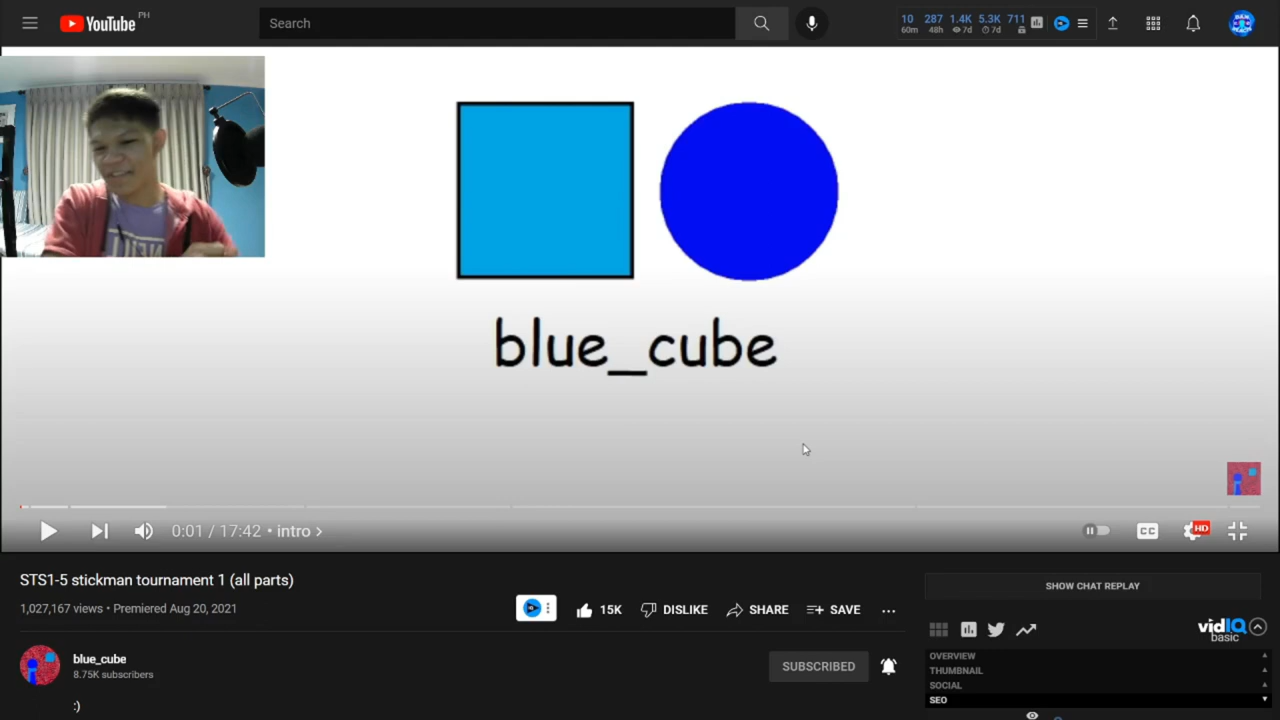 YouTube PH
Search
10 287 1.4K 5.3K 711
60m 48h 7d 7d
blue_cube
0:01 / 17:42 • intro >
CC
HD
STS1-5 stickman tournament 1 (all parts)
1,027,167 views • Premiered Aug 20, 2021
15K DISLIKE SHARE SAVE ...
SHOW CHAT REPLAY
vidIQ
basic
blue_cube
8.75K subscribers
SUBSCRIBED
:)
OVERVIEW
THUMBNAIL
SOCIAL
SEO